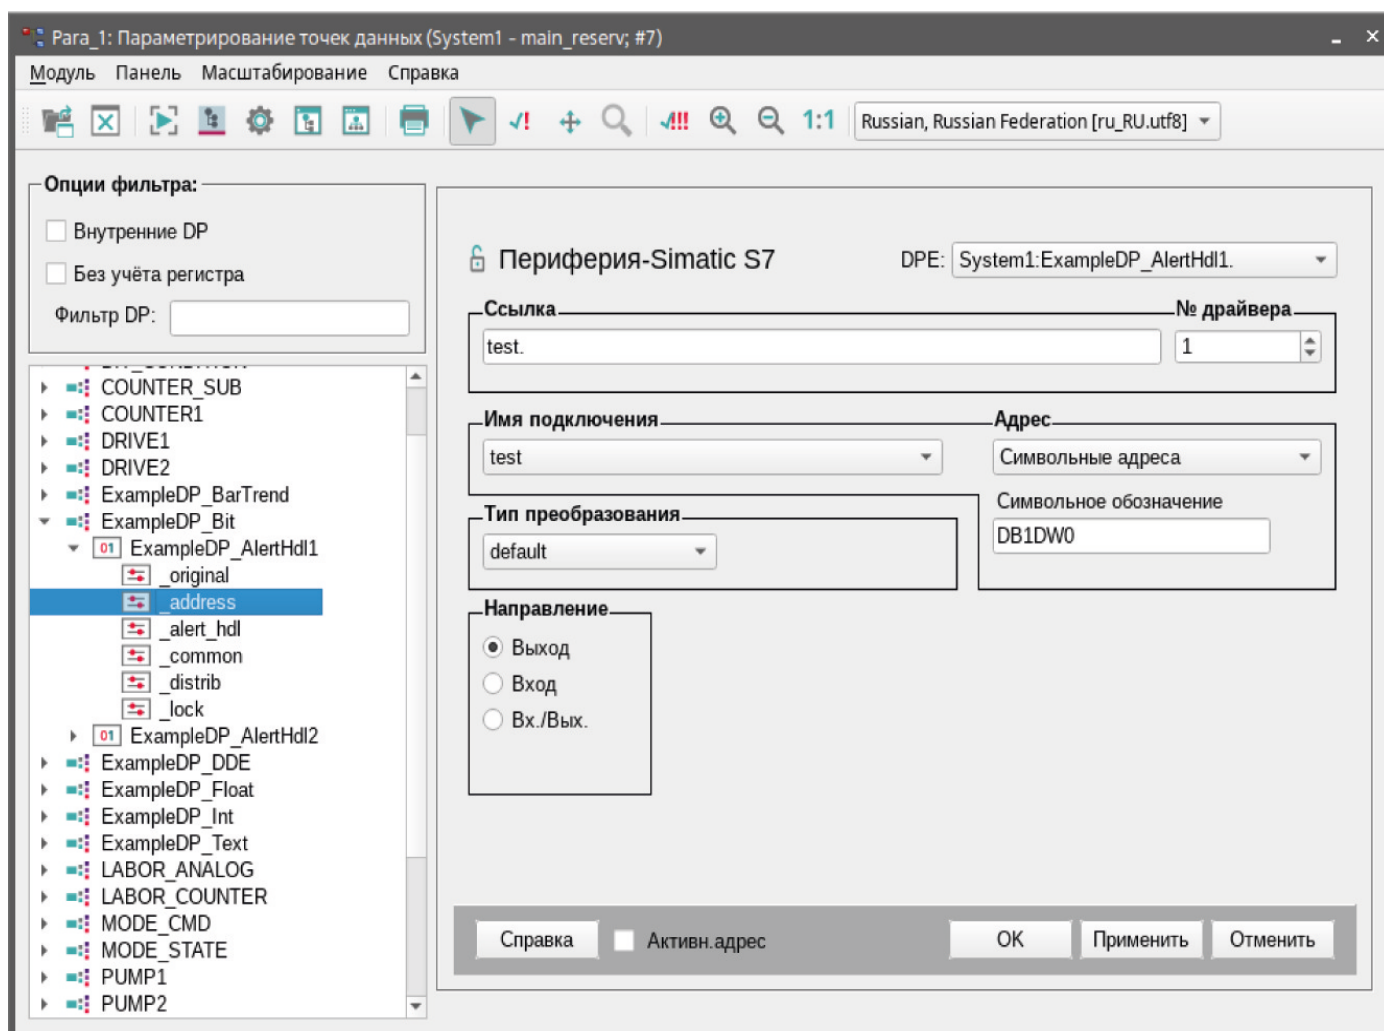 Para_1: Параметрирование точек данных (System1 - main_reserv; #7)
Модуль Панель Масштабирование Справка
1:1 Russian, Russian Federation [ru_RU.utf8]
Опции фильтра:
Внутренние DP
Без учёта регистра
Фильтр DP:
COUNTER_SUB
COUNTER1
DRIVE1
DRIVE2
ExampleDP_BarTrend
ExampleDP_Bit
ExampleDP_AlertHdl1
_original
_address
_alert_hdl
_common
_distrib
_lock
ExampleDP_AlertHdl2
ExampleDP_DDE
ExampleDP_Float
ExampleDP_Int
ExampleDP_Text
LABOR_ANALOG
LABOR_COUNTER
MODE_CMD
MODE_STATE
PUMP1
PUMP2
Периферия-Simatic S7
DPE: System1:ExampleDP_AlertHdl1.
Ссылка № драйвера
test. 1
Имя подключения Адрес
test Символьные адреса
Символьное обозначение
DB1DW0
Тип преобразования
default
Направление
Выход
Вход
Вх./Вых.
Справка Активн.адрес OK Применить Отменить